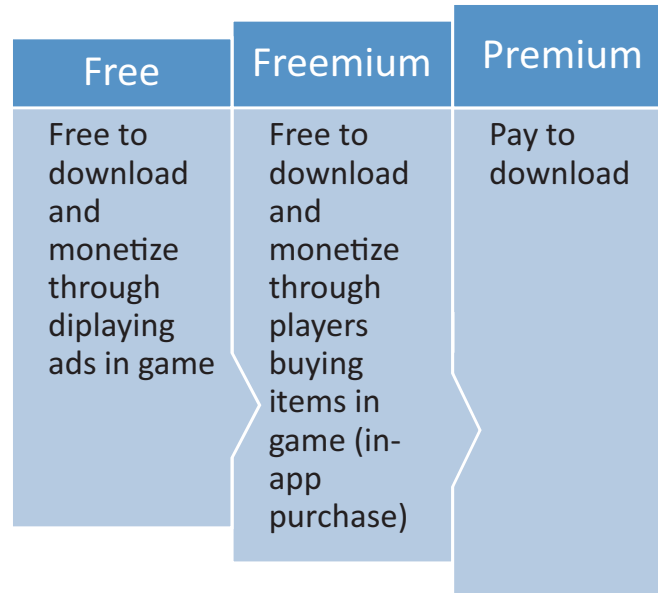 Free
Free to
download
and
monetize
through
diplaying
ads in game
Freemium
Free to
download
and
monetize
through
players
buying
items in
game (in-
app
purchase)
Premium
Pay to
download